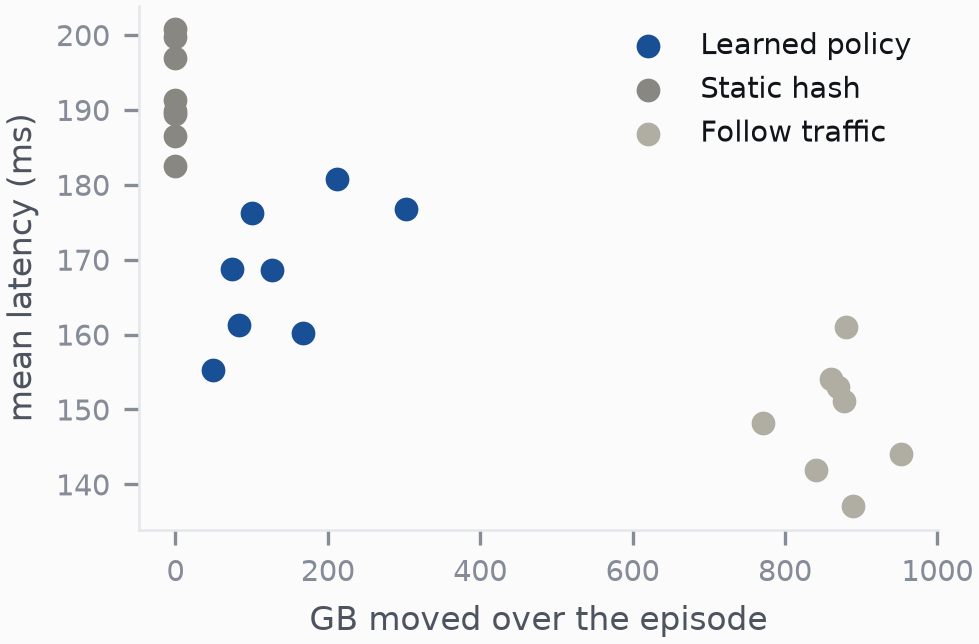 200
190
180
170
160
150
140
mean latency (ms)
Learned policy
Static hash
Follow traffic
0 200 400 600 800 1000
GB moved over the episode